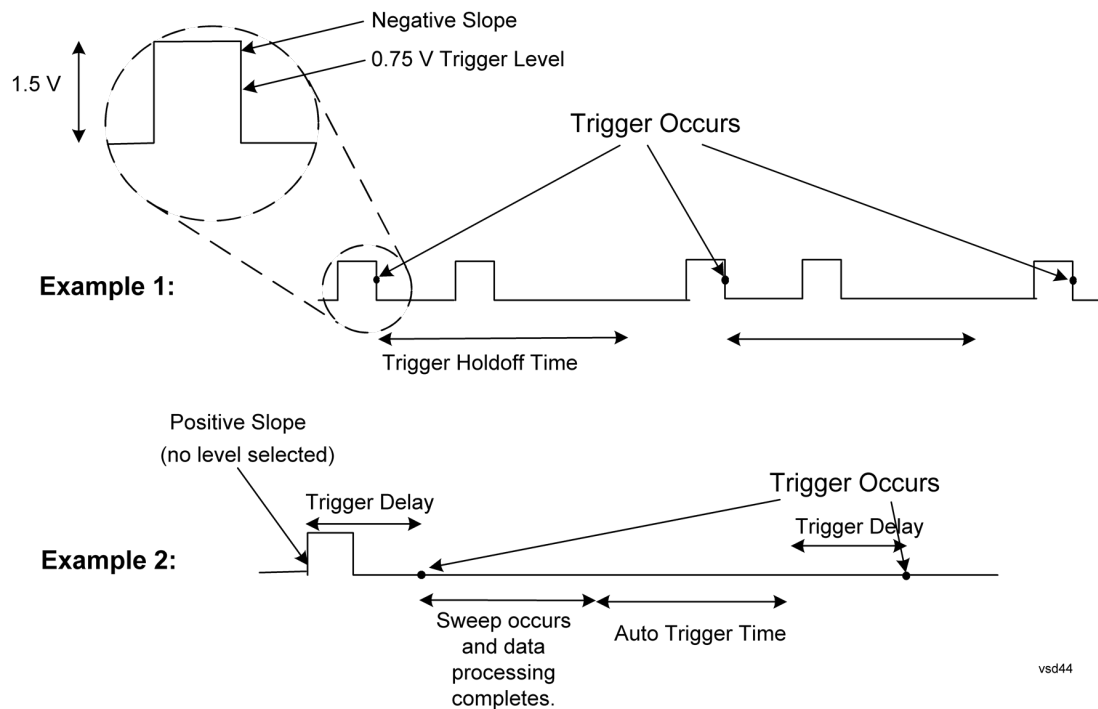 Negative Slope
1.5 V
0.75 V Trigger Level
Trigger Occurs
Example 1:
Trigger Holdoff Time
Positive Slope
(no level selected)
Trigger Delay
Trigger Occurs
Trigger Delay
Example 2:
Sweep occurs
and data
processing
completes.
Auto Trigger Time
vsd44